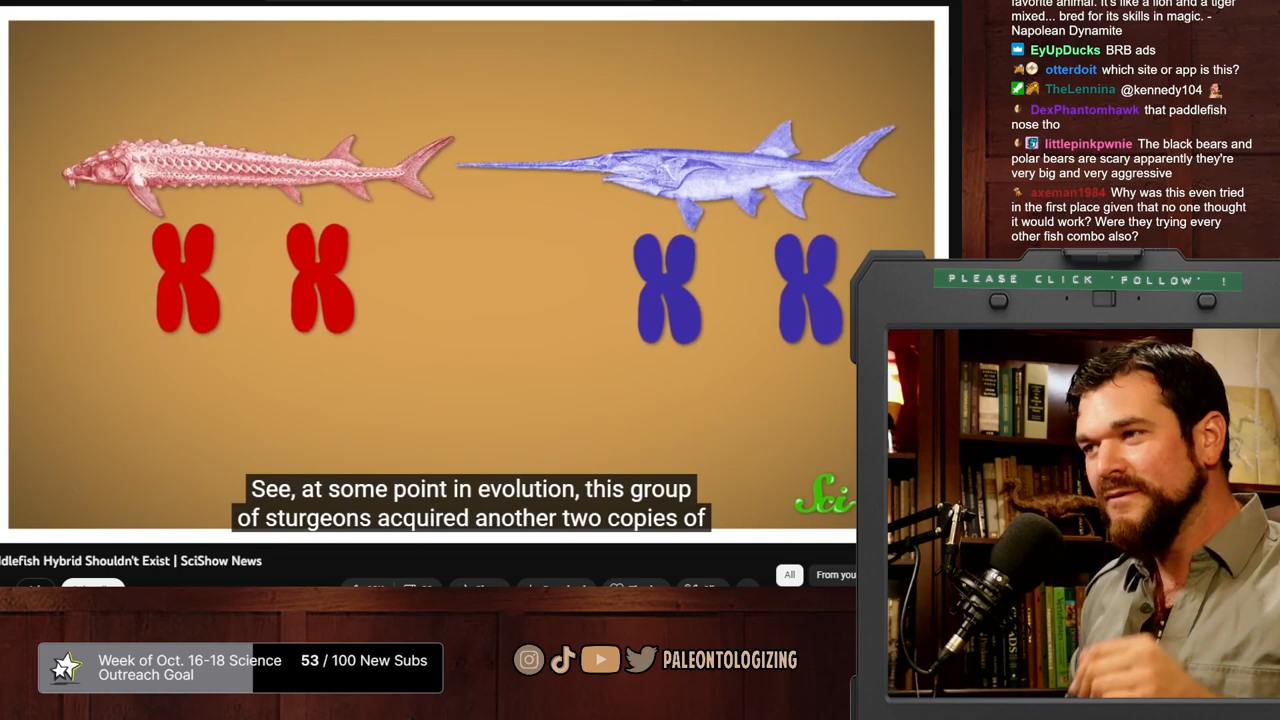 favorite animal. It's like a lion and a tiger
mixed... bred for its skills in magic. -
Napolean Dynamite
EyUpDucks BRB ads
otterdoit which site or app is this?
TheLennina @kennedy104
DexPhantomhawk that paddlefish
nose tho
littlepinkpwnie The black bears and
polar bears are scary apparently they're
very big and very aggressive
axeman1984 Why was this even tried
in the first place given that no one thought
it would work? Were they trying every
other fish combo also?
PLEASE CLICK 'FOLLOW' !
See, at some point in evolution, this group
of sturgeons acquired another two copies of
Sci
dlefish Hybrid Shouldn't Exist | SciShow News
All
From you
Week of Oct. 16-18 Science
Outreach Goal
53 / 100 New Subs
PALEONTOLOGIZING